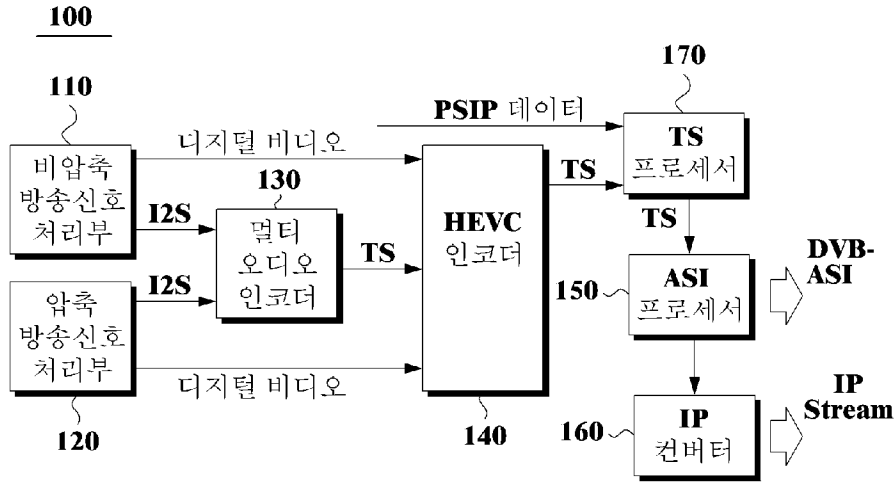 100
110
비압축
방송신호
처리부
디지털 비디오
I2S
130
멀티
오디오
인코더
TS
I2S
압축
방송신호
처리부
120
디지털 비디오
PSIP 데이터
HEVC
인코더
140
TS
170
TS
프로세서
TS
150
ASI
프로세서
DVB-
ASI
160
IP
컨버터
IP
Stream